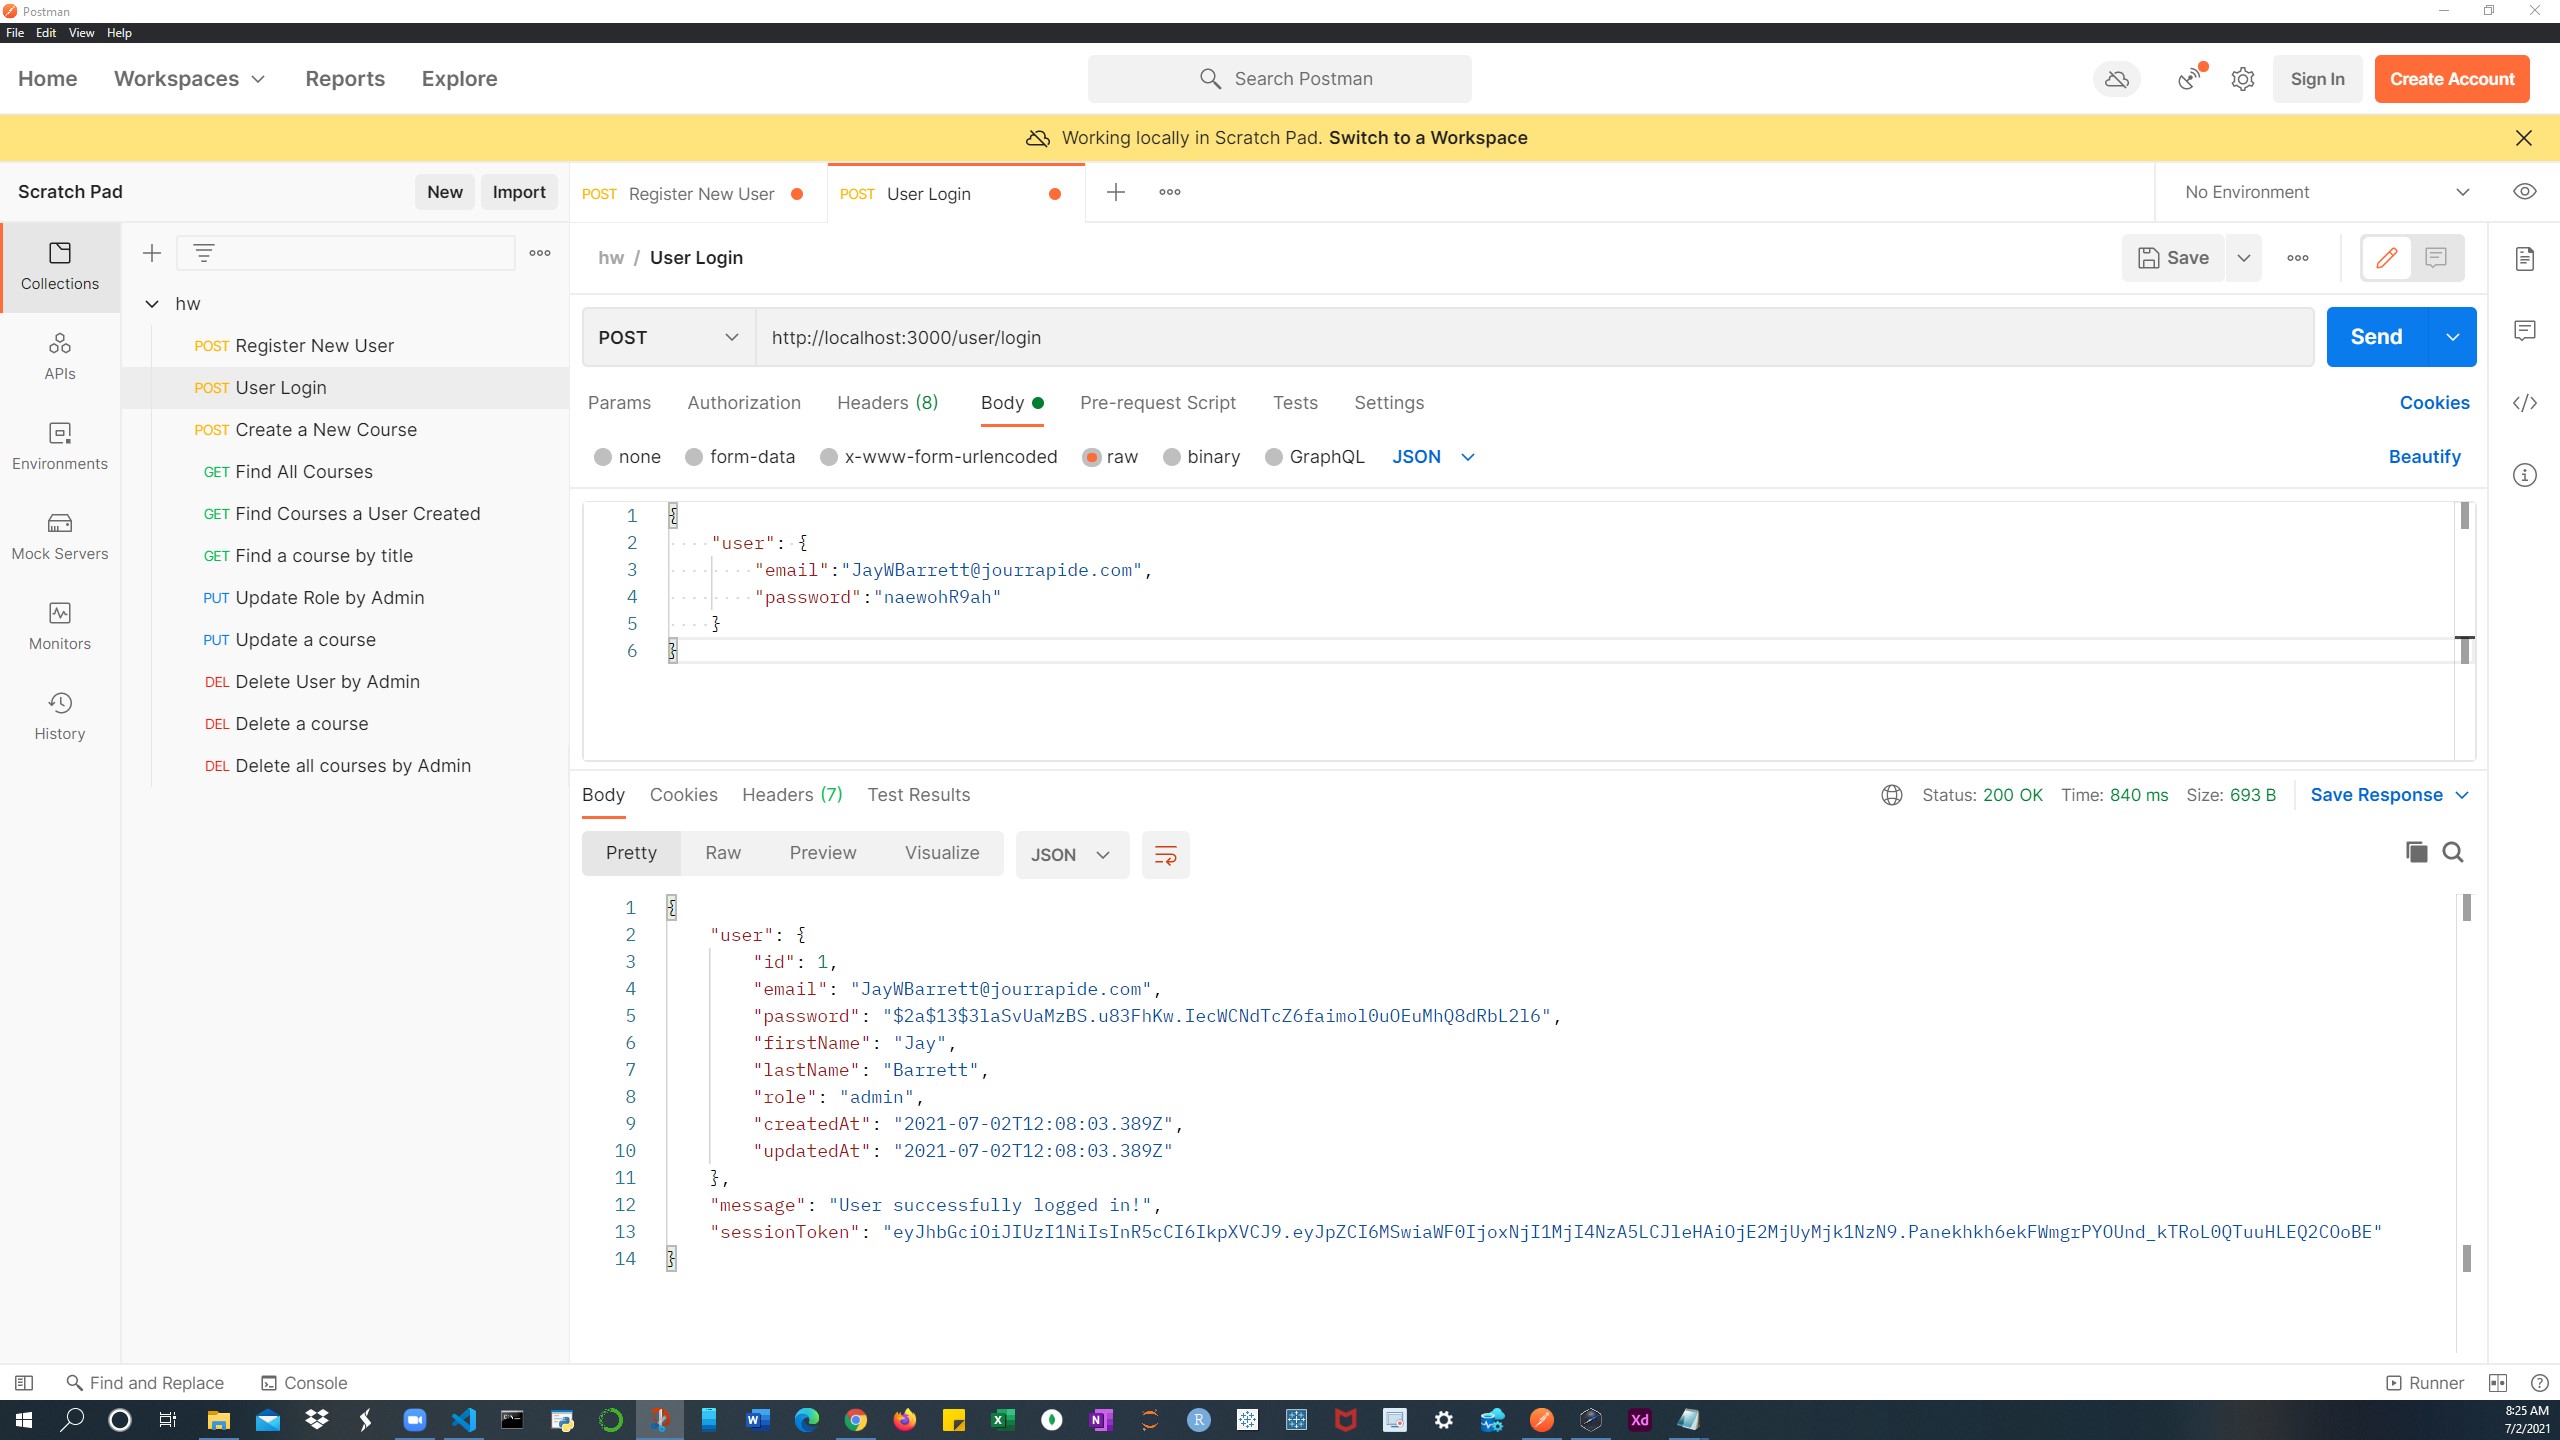 Postman
File Edit View Help
Home Workspaces Reports Explore Search Postman Sign In Create Account
Working locally in Scratch Pad. Switch to a Workspace
Scratch Pad New Import POST Register New User POST User Login No Environment
Collections
APIs
Environments
Mock Servers
Monitors
History
hw
POST Register New User
POST User Login
POST Create a New Course
GET Find All Courses
GET Find Courses a User Created
GET Find a course by title
PUT Update Role by Admin
PUT Update a course
DEL Delete User by Admin
DEL Delete a course
DEL Delete all courses by Admin
hw / User Login Save
POST http://localhost:3000/user/login Send
Params Authorization Headers (8) Body Pre-request Script Tests Settings Cookies
none form-data x-www-form-urlencoded raw binary GraphQL JSON Beautify
1 {
2 "user": {
3 "email":"JayWBarrett@jourrapide.com",
4 "password":"naewohR9ah"
5 }
6 }
Body Cookies Headers (7) Test Results Status: 200 OK Time: 840 ms Size: 693 B Save Response
Pretty Raw Preview Visualize JSON
1 {
2 "user": {
3 "id": 1,
4 "email": "JayWBarrett@jourrapide.com",
5 "password": "$2a$13$3laSvUaMzBS.u83FhKw.IecWCNdTcZ6faimol0uOEuMhQ8dRbL2l6",
6 "firstName": "Jay",
7 "lastName": "Barrett",
8 "role": "admin",
9 "createdAt": "2021-07-02T12:08:03.389Z",
10 "updatedAt": "2021-07-02T12:08:03.389Z"
11 },
12 "message": "User successfully logged in!",
13 "sessionToken": "eyJhbGciOiJIUzI1NiIsInR5cCI6IkpXVCJ9.eyJpZCI6MSwiaWF0IjoxNjI1MjI4NzA5LCJleHAiOjE2MjUyMjk1NzN9.Panekhkh6ekFWmgrPYOUnd_kTRoL0QTuuHLEQ2COoBE"
14 }
Find and Replace Console Runner
8:25 AM
7/2/2021